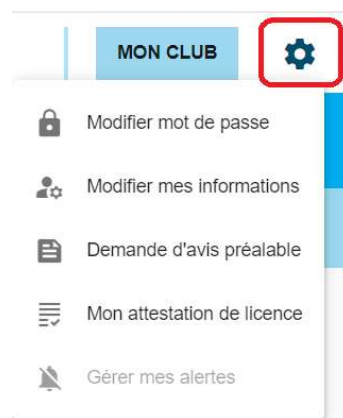 MON CLUB
Modifier mot de passe
Modifier mes informations
Demande d'avis préalable
Mon attestation de licence
Gérer mes alertes